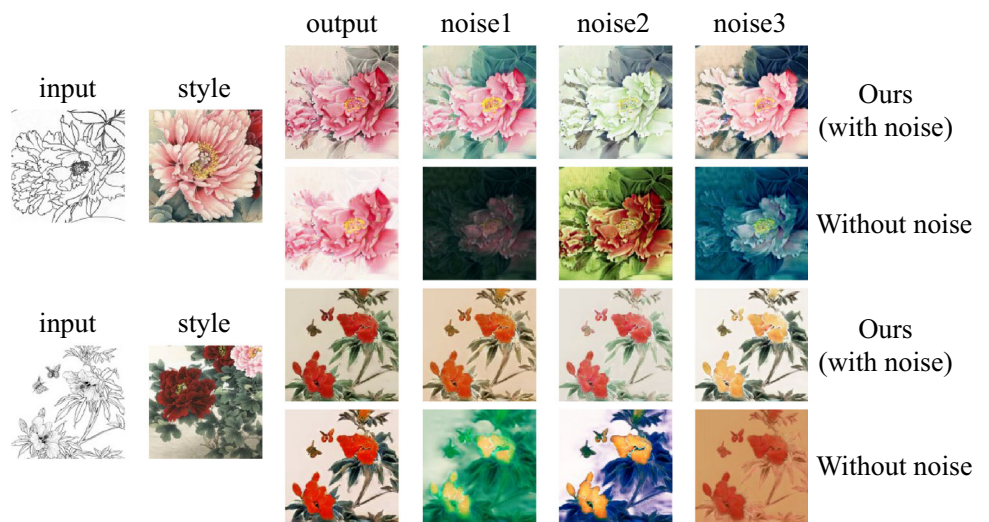 output noise1 noise2 noise3
input style
Ours
(with noise)
Without noise
input style
Ours
(with noise)
Without noise